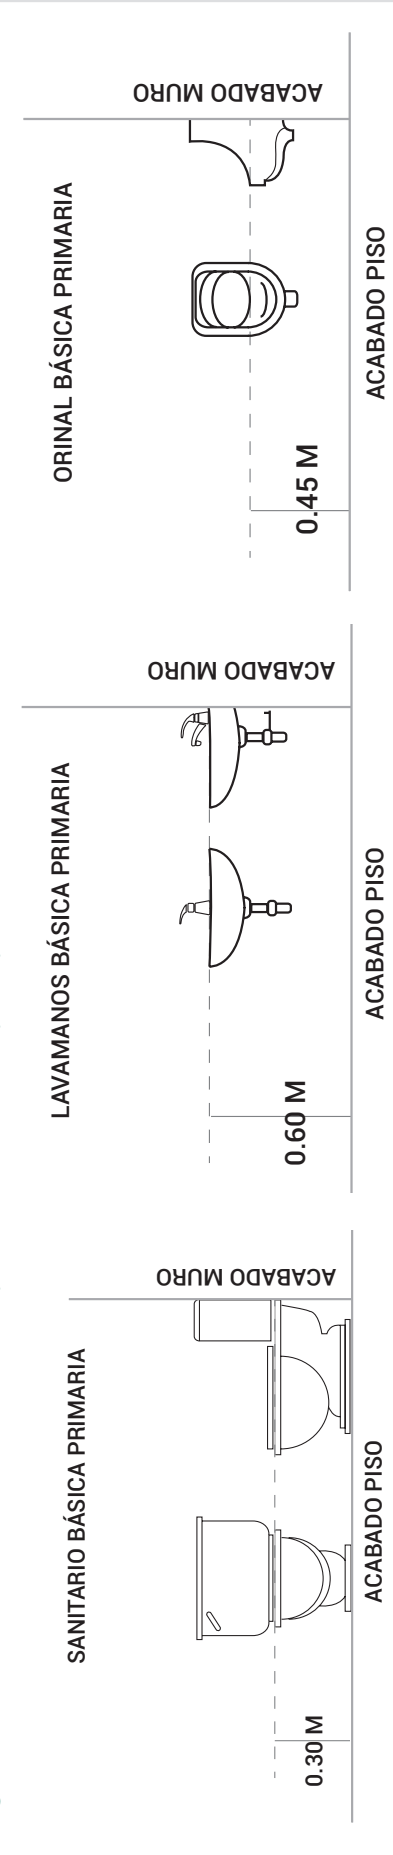 SANITARIO BÁSICA PRIMARIA
ACABADO MURO
0.30 M
ACABADO PISO
LAVAMANOS BÁSICA PRIMARIA
ACABADO MURO
0.60 M
ACABADO PISO
ORINAL BÁSICA PRIMARIA
ACABADO MURO
0.45 M
ACABADO PISO